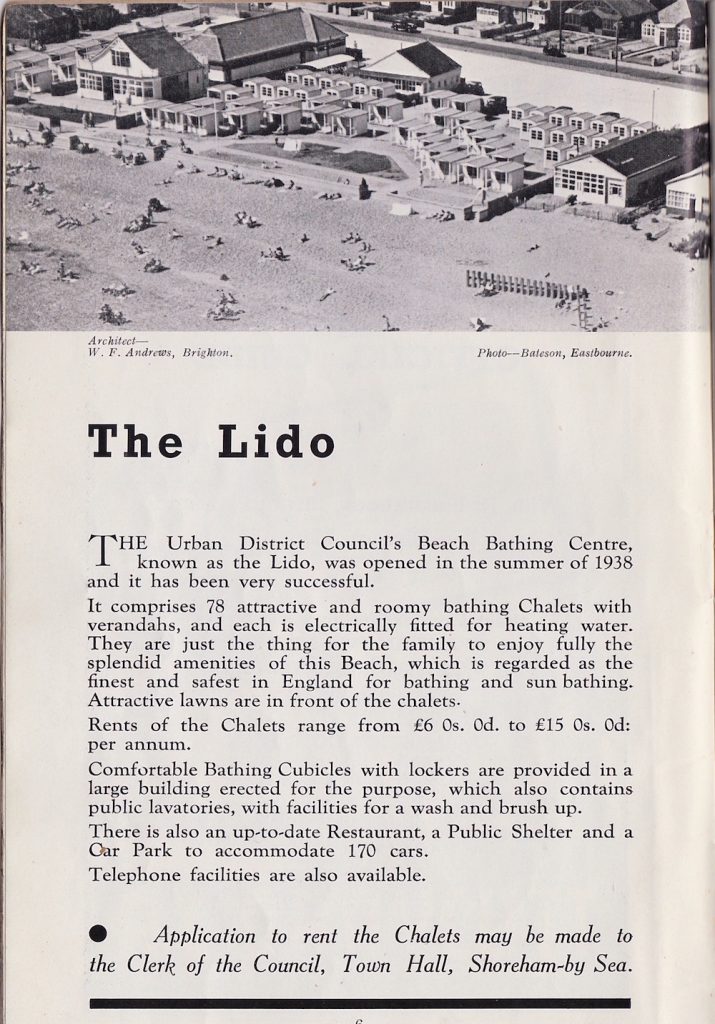 Architect—
W. F. Andrews, Brighton.
Photo—Bateson, Eastbourne.
The Lido
THE Urban District Council's Beach Bathing Centre,
known as the Lido, was opened in the summer of 1938
and it has been very successful.
It comprises 78 attractive and roomy bathing Chalets with
verandahs, and each is electrically fitted for heating water.
They are just the thing for the family to enjoy fully the
splendid amenities of this Beach, which is regarded as the
finest and safest in England for bathing and sun bathing.
Attractive lawns are in front of the chalets.
Rents of the Chalets range from £6 0s. 0d. to £15 0s. 0d:
per annum.
Comfortable Bathing Cubicles with lockers are provided in a
large building erected for the purpose, which also contains
public lavatories, with facilities for a wash and brush up.
There is also an up-to-date Restaurant, a Public Shelter and a
Car Park to accommodate 170 cars.
Telephone facilities are also available.
● Application to rent the Chalets may be made to
the Clerk of the Council, Town Hall, Shoreham-by Sea.